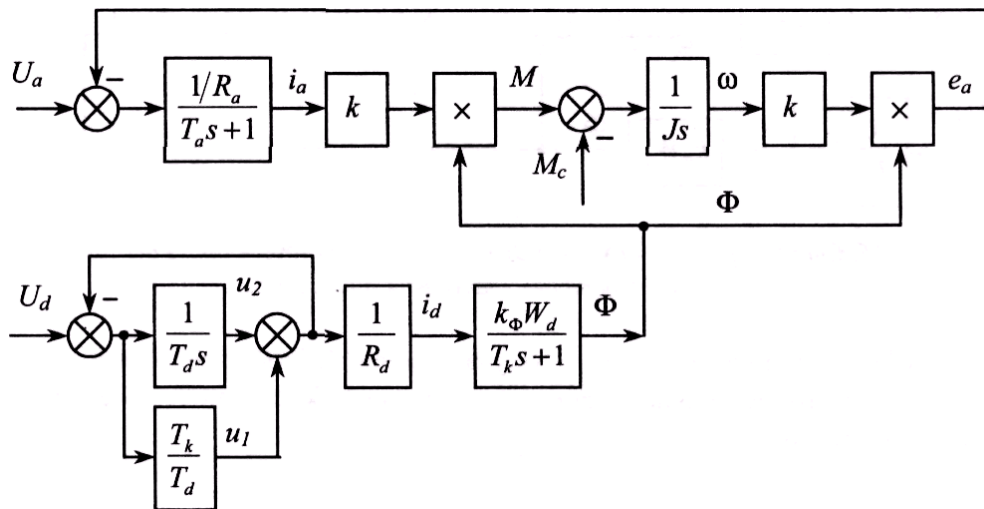 U_a
−
1/R_a
T_a s + 1
i_a
k
×
M
M_c
−
1
Js
ω
k
×
e_a
Φ
U_d
−
1
T_d s
u_2
T_k
T_d
u_1
1
R_d
i_d
k_Φ W_d
T_k s + 1
Φ